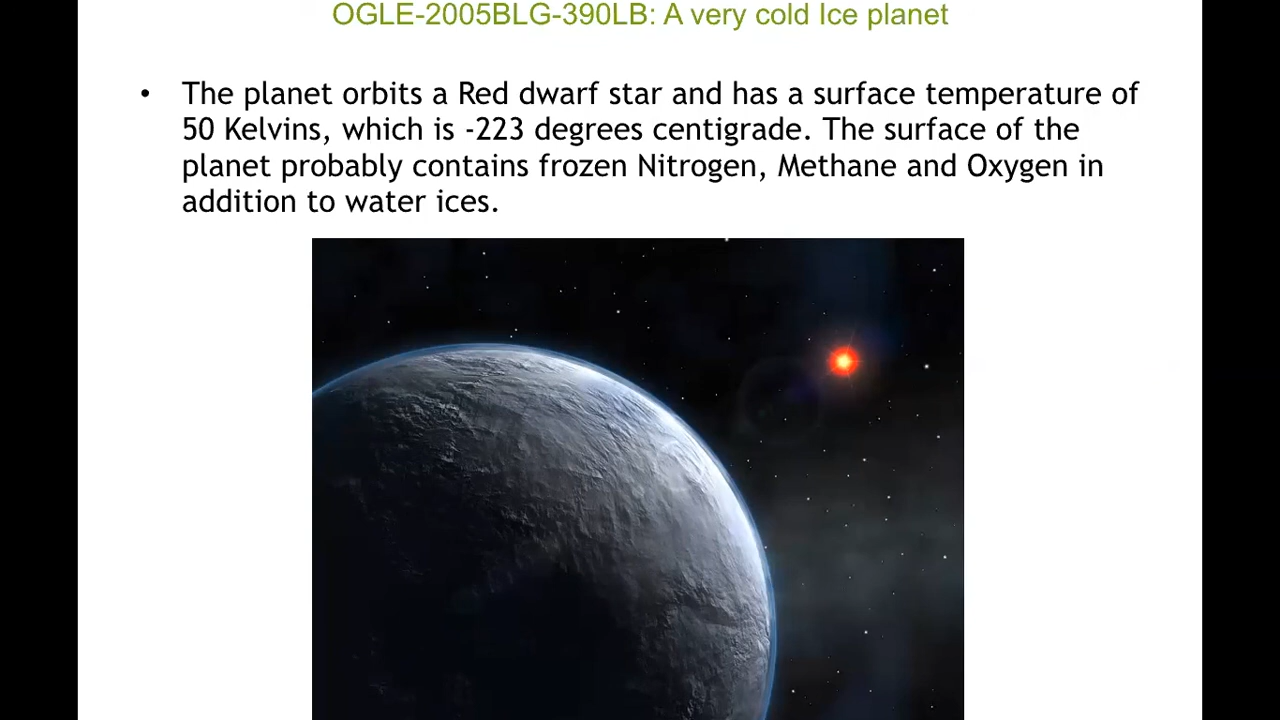 OGLE-2005BLG-390LB: A very cold Ice planet
• The planet orbits a Red dwarf star and has a surface temperature of
50 Kelvins, which is -223 degrees centigrade. The surface of the
planet probably contains frozen Nitrogen, Methane and Oxygen in
addition to water ices.